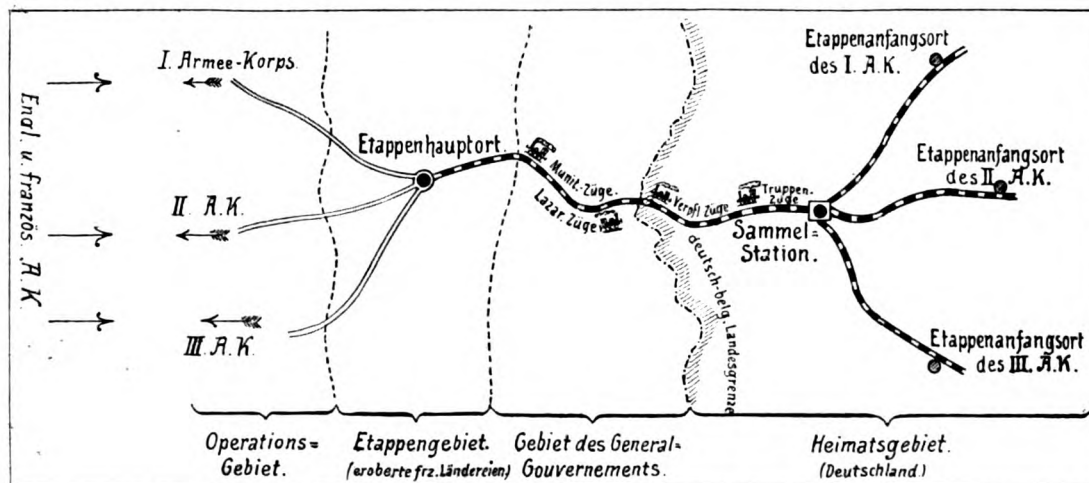 I. Armee-Korps.
Etappenanfangsort
des I. A.K.
Engl. u. französ. A.K.
Etappenhauptort.
Munit.-Züge.
Lazar. Züge
Verpfl. Züge
Truppen-
Züge
Sammel=
Station.
Etappenanfangsort
des II. A.K.
II. A.K.
deutsch-belg. Landesgrenze
III. A.K.
Etappenanfangsort
des III. A.K.
Operations=
Gebiet.
Etappengebiet.
(eroberte frz. Ländereien)
Gebiet des General=
Gouvernements.
Heimatsgebiet.
(Deutschland.)